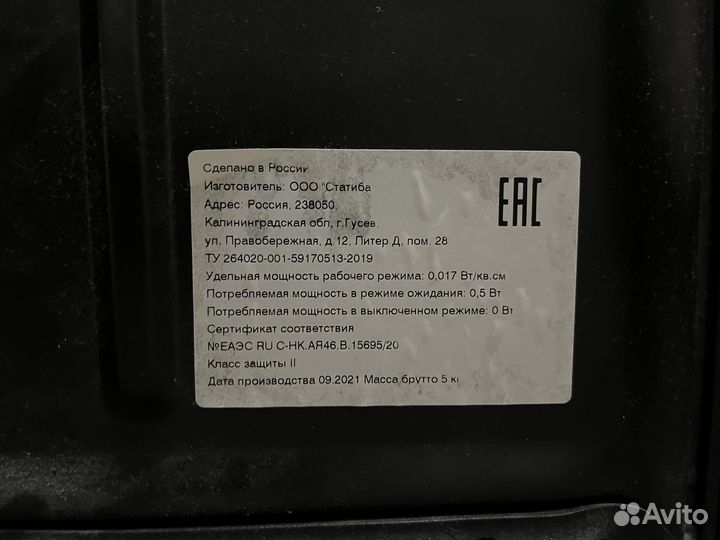 Сделано в России
Изготовитель: ООО "Статиба
Адрес: Россия, 238050,
Калининградская обл, г.Гусев,
ул. Правобережная, д.12, Литер Д, пом. 28
ТУ 264020-001-59170513-2019
Удельная мощность рабочего режима: 0,017 Вт/кв.см
Потребляемая мощность в режиме ожидания: 0,5 Вт
Потребляемая мощность в выключенном режиме: 0 Вт
Сертификат соответствия
№ЕАЭС RU C-HK.АЯ46.В.15695/20
Класс защиты II
Дата производства 09.2021 Масса брутто 5 кг
EAC
Avito